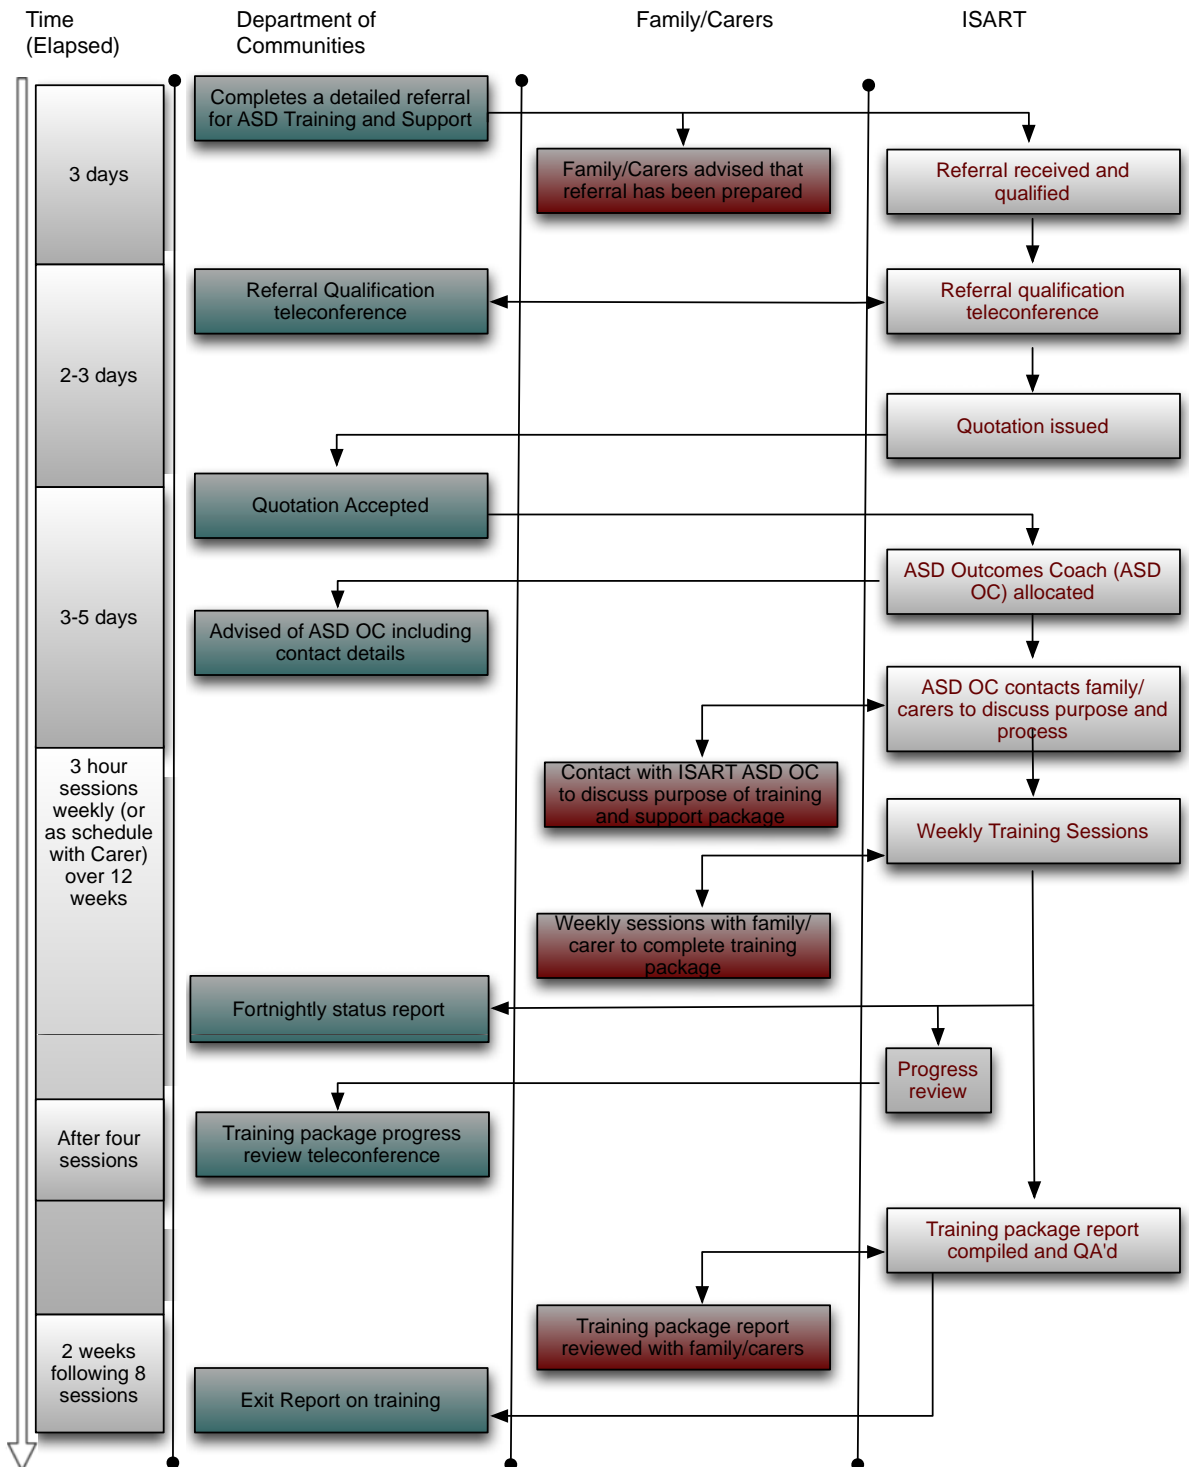 Time
(Elapsed)
Department of
Communities
Family/Carers
ISART
Completes a detailed referral
for ASD Training and Support
3 days
Family/Carers advised that
referral has been prepared
Referral received and
qualified
Referral Qualification
teleconference
Referral qualification
teleconference
2-3 days
Quotation issued
Quotation Accepted
ASD Outcomes Coach (ASD
OC) allocated
3-5 days
Advised of ASD OC including
contact details
ASD OC contacts family/
carers to discuss purpose and
process
3 hour
sessions
weekly (or
as schedule
with Carer)
over 12
weeks
Contact with ISART ASD OC
to discuss purpose of training
and support package
Weekly Training Sessions
Weekly sessions with family/
carer to complete training
package
Fortnightly status report
Progress
review
After four
sessions
Training package progress
review teleconference
Training package report
compiled and QA'd
Training package report
reviewed with family/carers
2 weeks
following 8
sessions
Exit Report on training